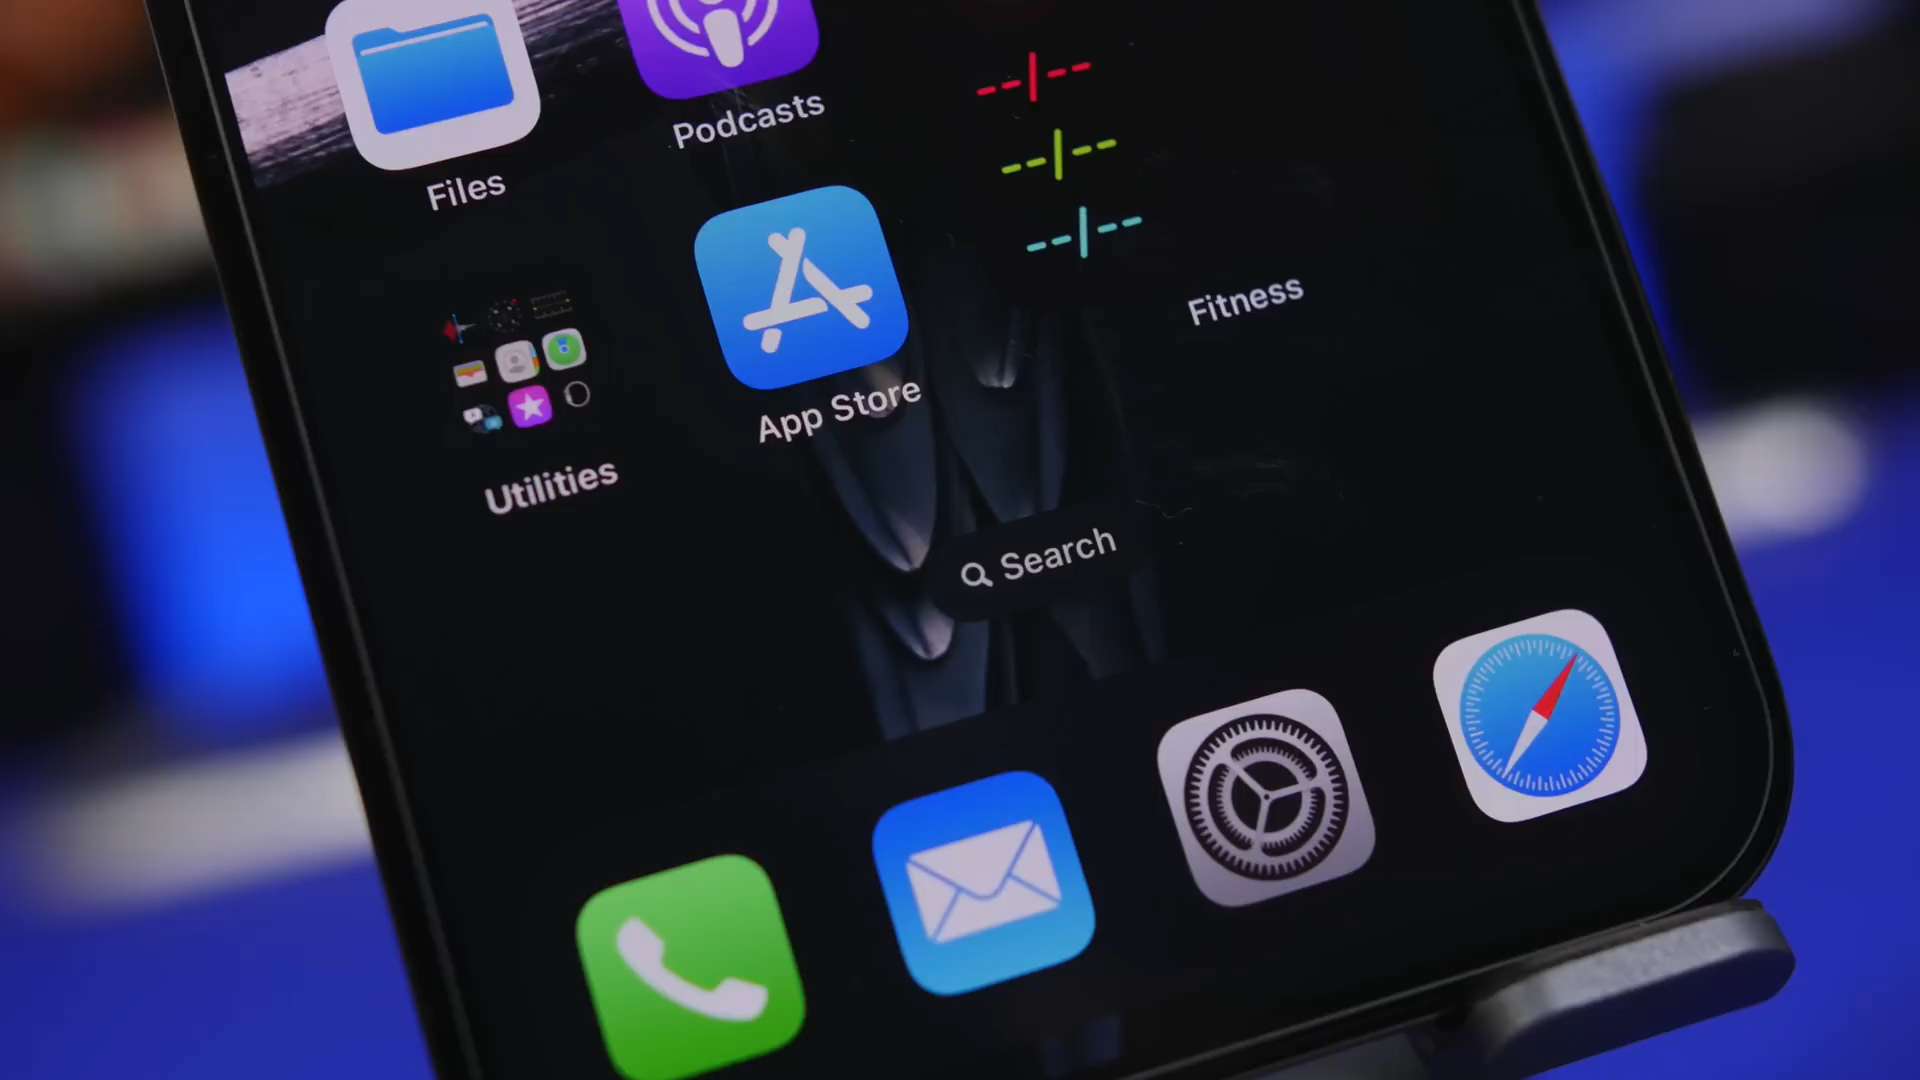 Files
Podcasts
--|--
--|--
--|--
Fitness
Utilities
App Store
Search